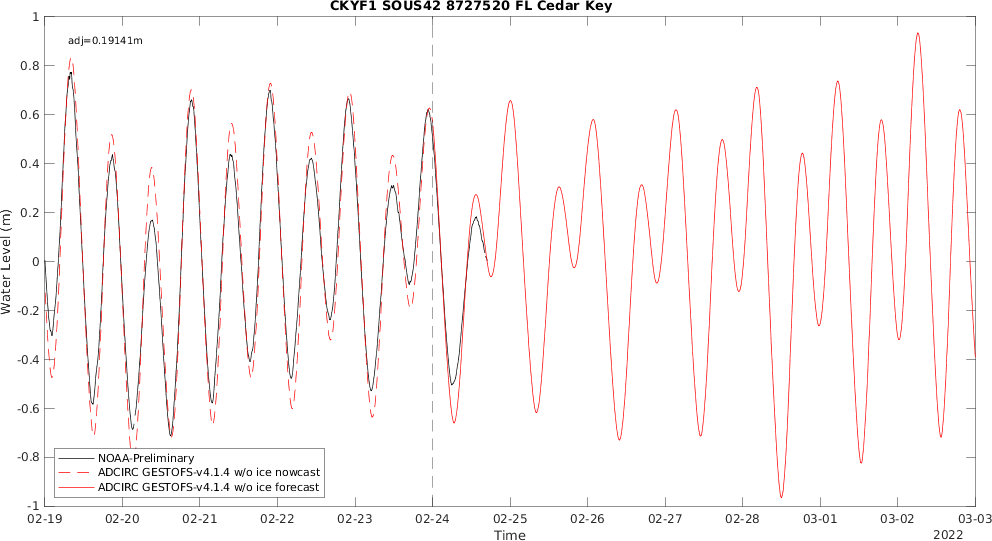 CKYF1 SOUS42 8727520 FL Cedar Key
adj=0.19141m
1
0.8
0.6
0.4
0.2
0
-0.2
-0.4
-0.6
-0.8
-1
Water Level (m)
NOAA-Preliminary
ADCIRC GESTOFS-v4.1.4 w/o ice nowcast
ADCIRC GESTOFS-v4.1.4 w/o ice forecast
02-19 02-20 02-21 02-22 02-23 02-24 02-25 02-26 02-27 02-28 03-01 03-02 03-03
Time
2022